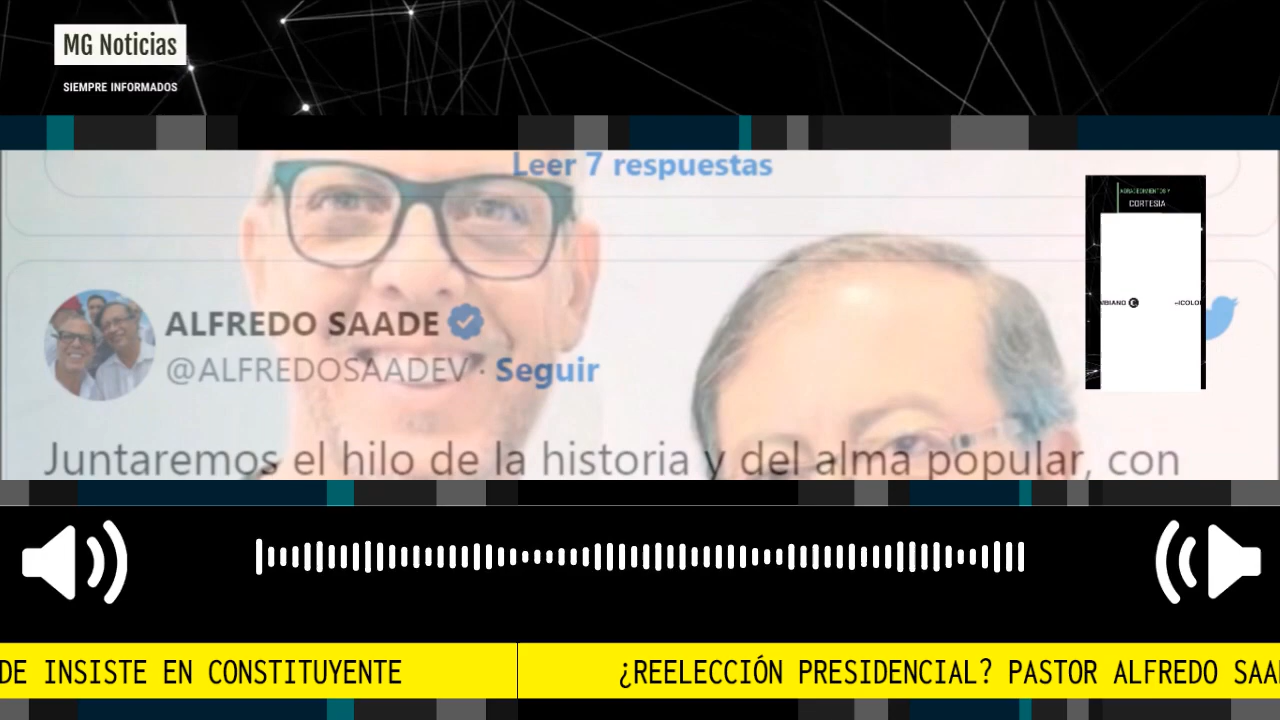 MG Noticias
SIEMPRE INFORMADOS
Leer 7 respuestas
CORTESIA
MBIANO
ALFREDO SAADE
@ALFREDOSAADEV · Seguir
Juntaremos el hilo de la historia y del alma popular, con
DE INSISTE EN CONSTITUYENTE
¿REELECCIÓN PRESIDENCIAL? PASTOR ALFREDO SAA